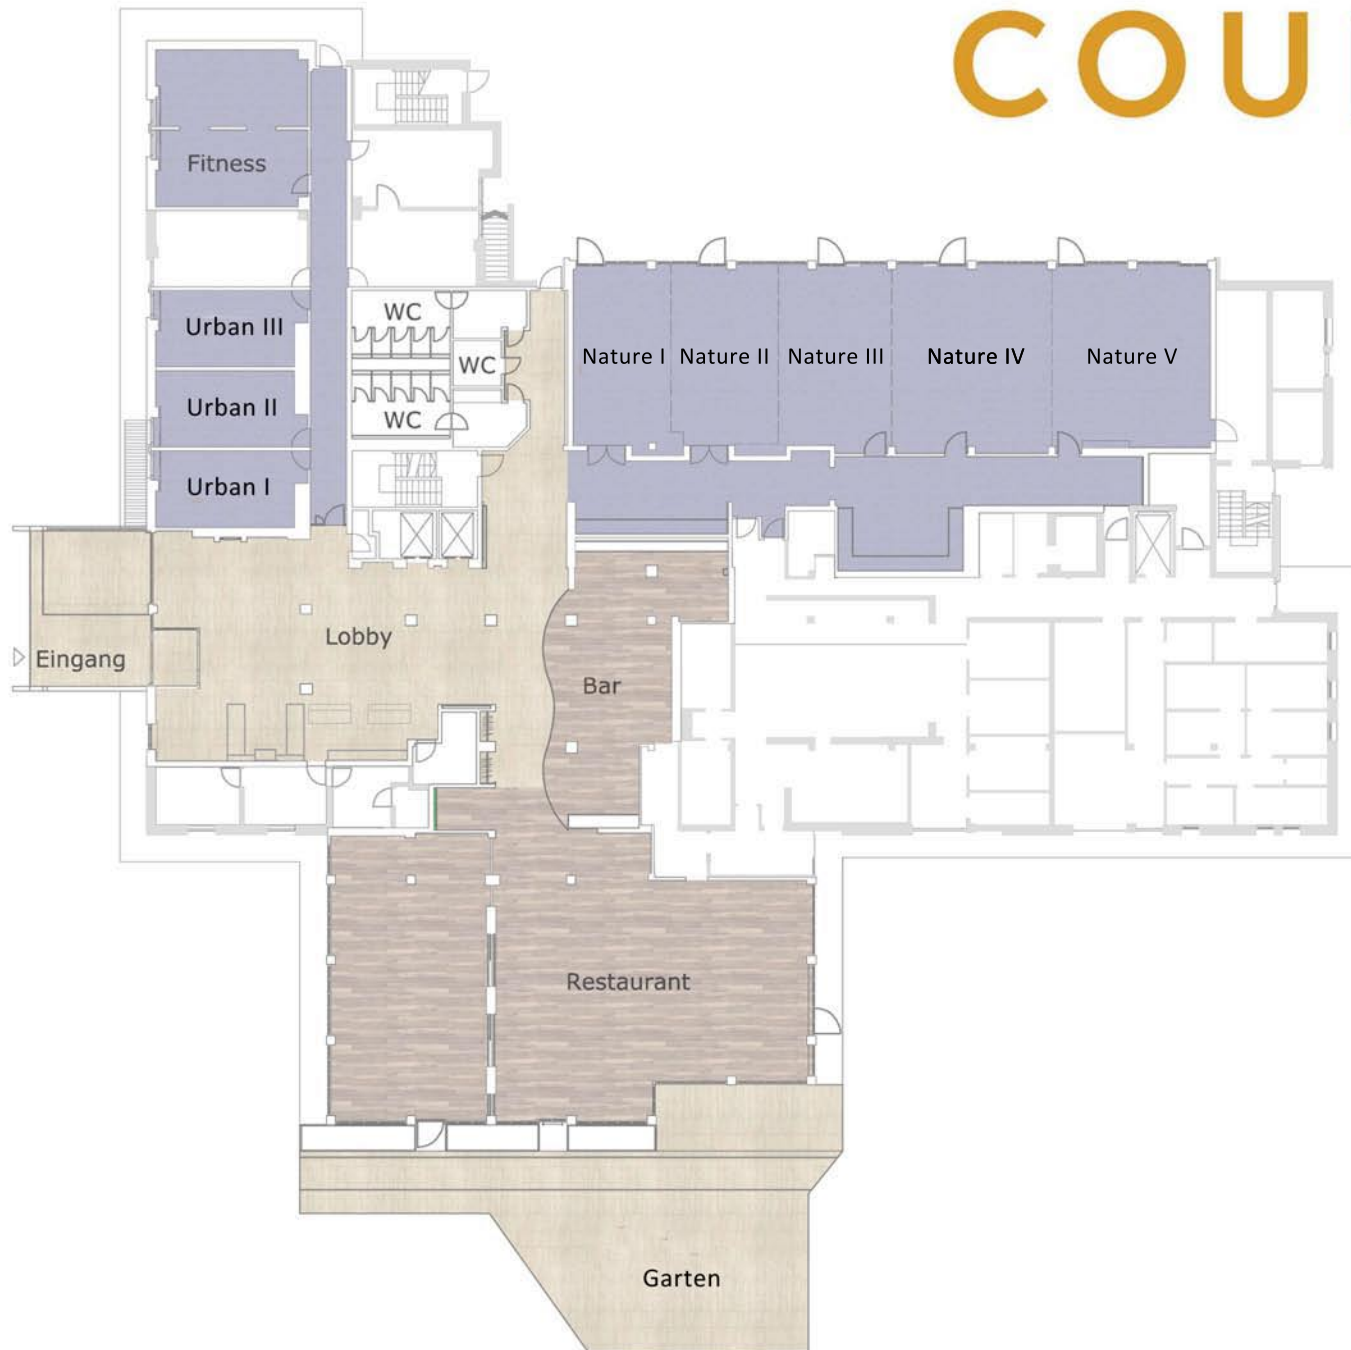 COU
Fitness
Urban III
WC
WC
Nature I
Nature II
Nature III
Nature IV
Nature V
Urban II
WC
Urban I
Lobby
Eingang
Bar
Restaurant
Garten